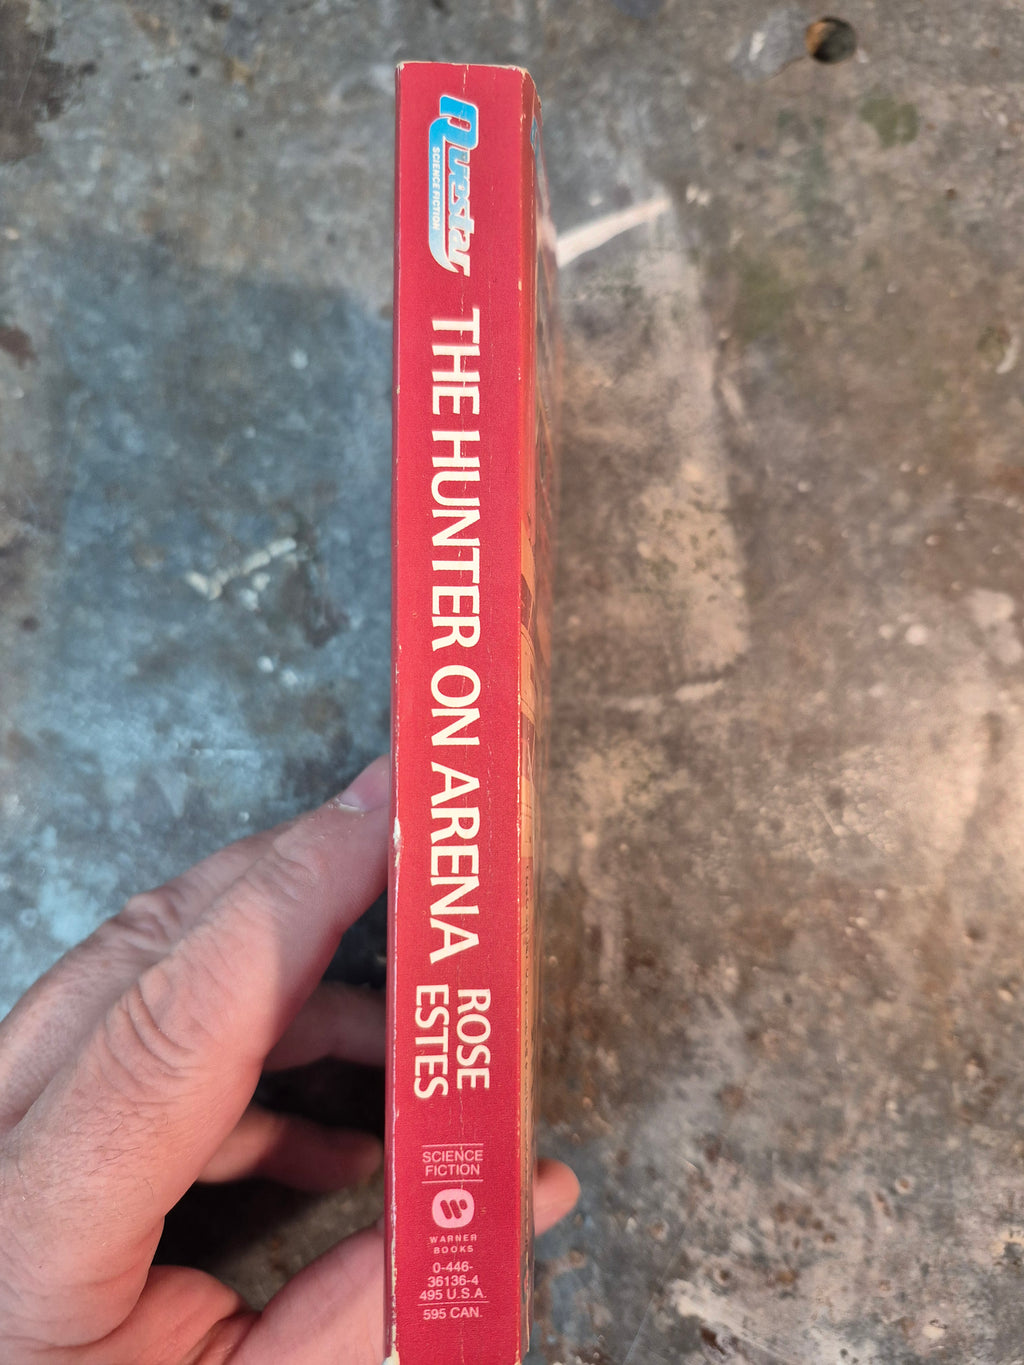 Questar
SCIENCE FICTION
THE HUNTER ON ARENA
ROSE
ESTES
SCIENCE
FICTION
WARNER
BOOKS
0-446-
36136-4
495 U.S.A.
595 CAN.